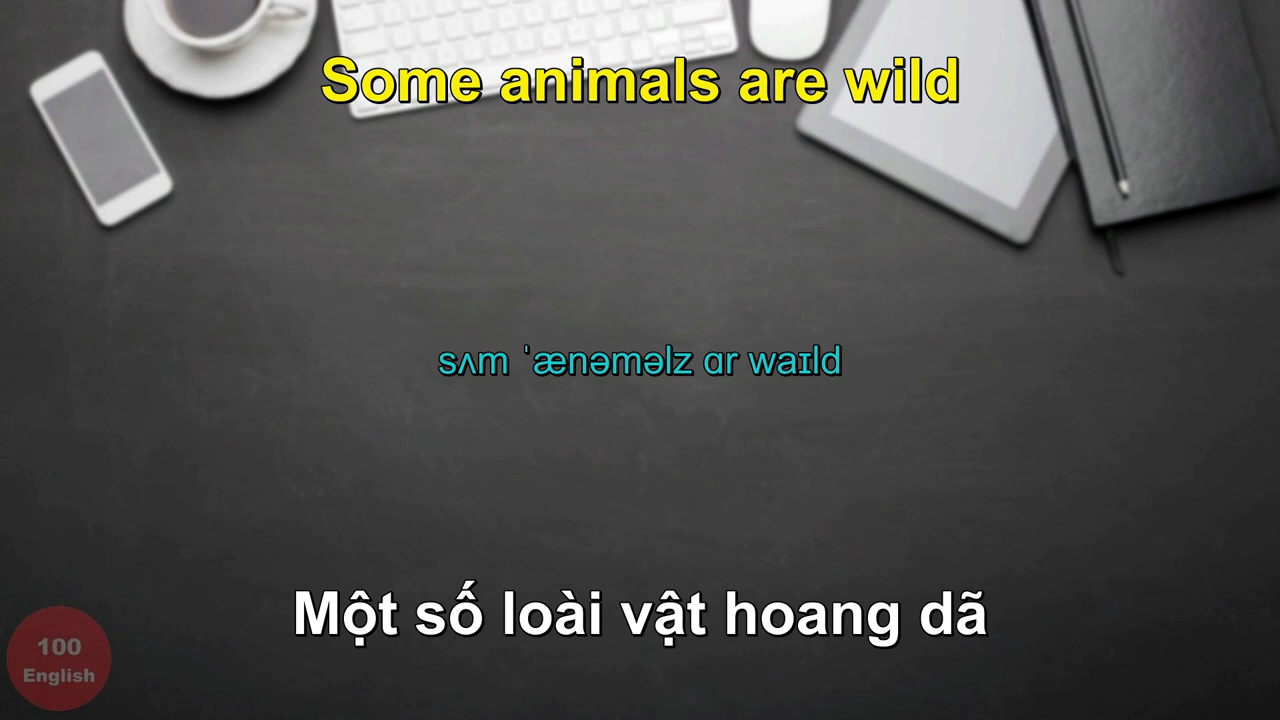 Some animals are wild
sʌm ˈænəməlz ɑr waɪld
Một số loài vật hoang dã
100
English